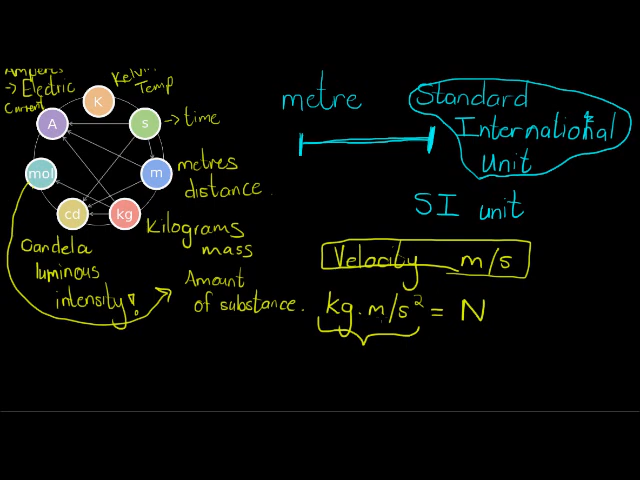 Amperes
→ Electric
Current
Kelvin
Temp
K
A
s
→ time
mol
m
metres
distance
cd
kg
Kilograms
mass
Candela
luminous
intensity!
Amount
of substance.
metre
Standard
International
Unit
SI unit
Velocity m/s
kg.m/s² = N